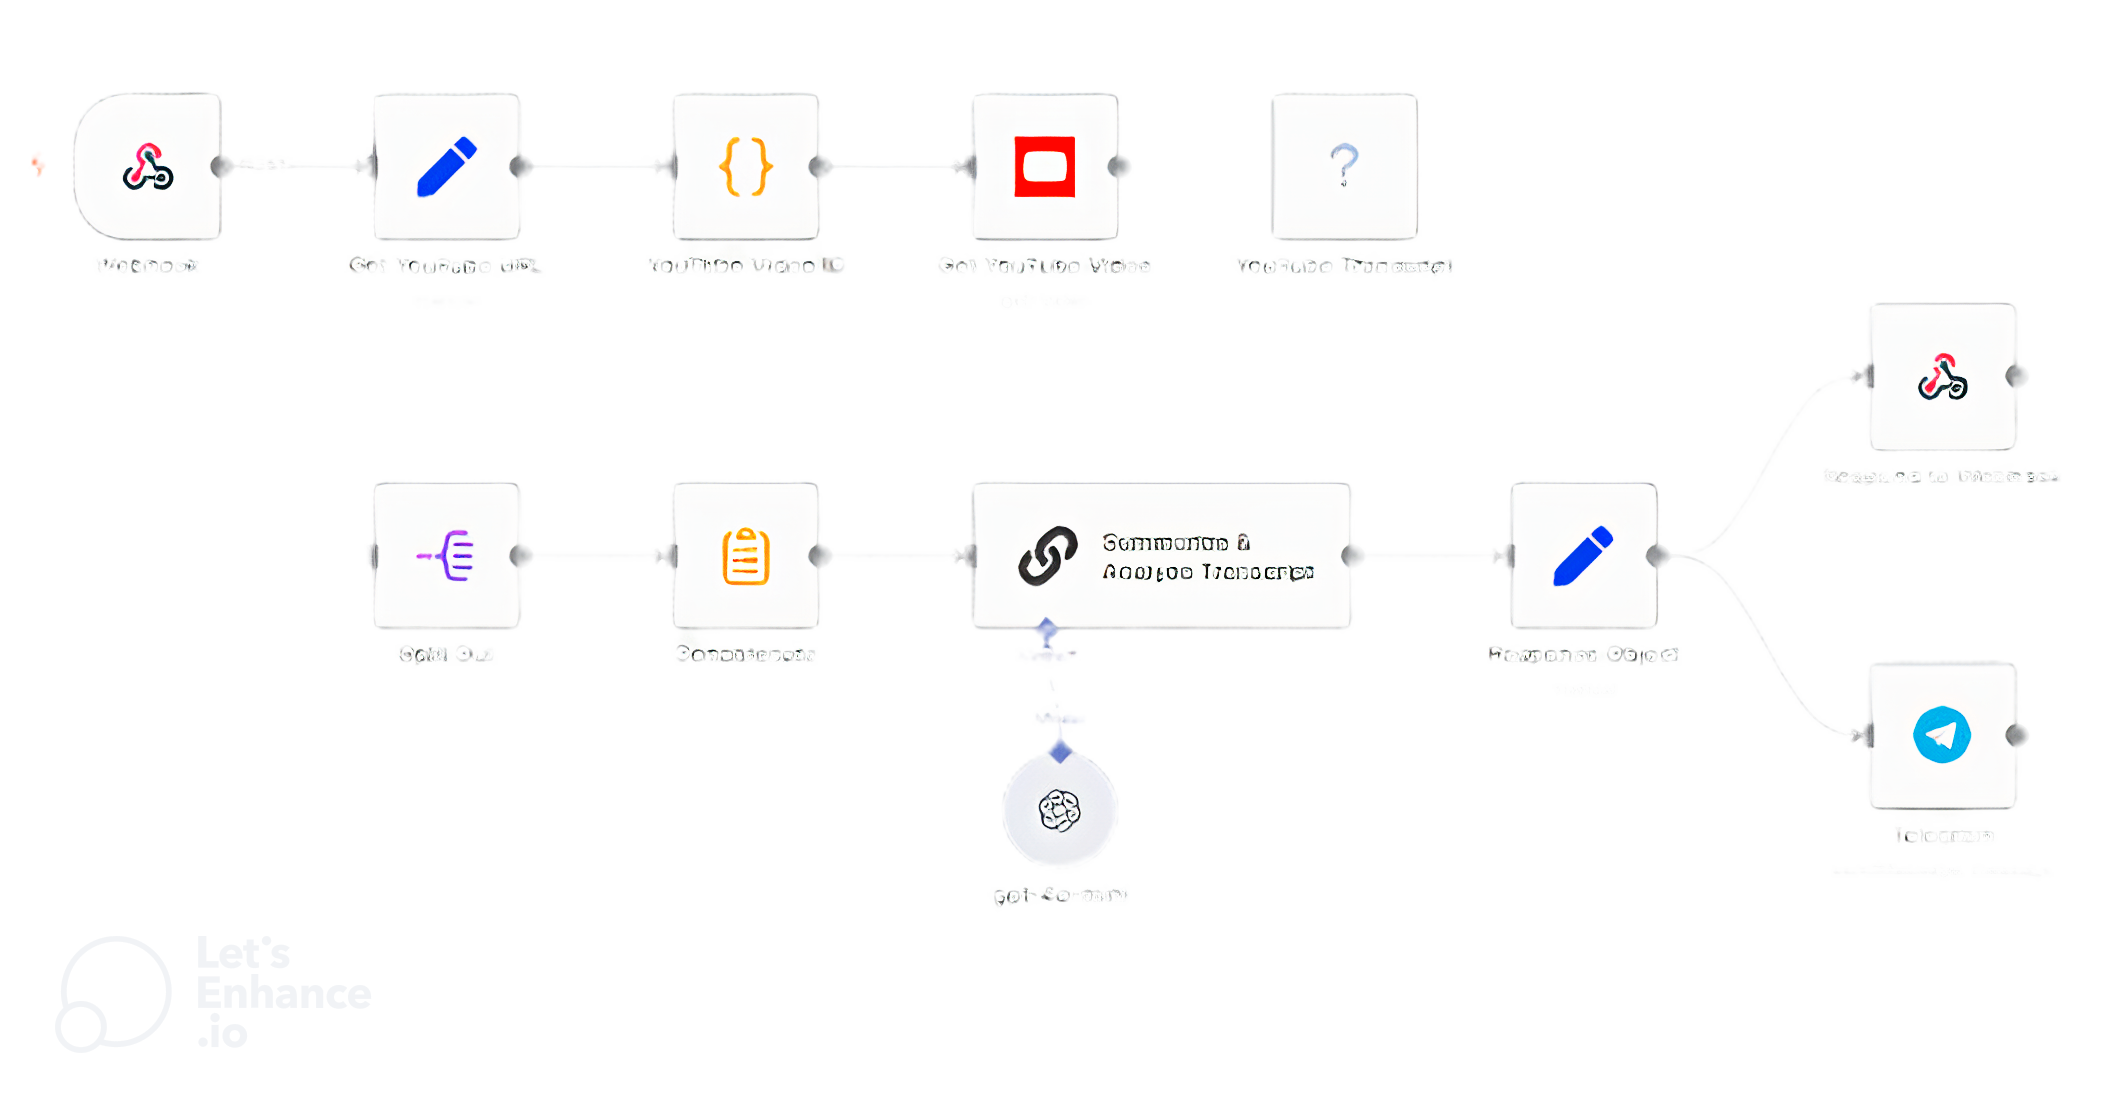 Webhook
Get YouTube URL
YouTube Video ID
Get YouTube Video
YouTube Transcript
Respond to Webhook
Summarize &
Analyze Transcript
Split Out
Concatenate
Response Object
Telegram
gpt-4o-mini
Let's
Enhance
.io